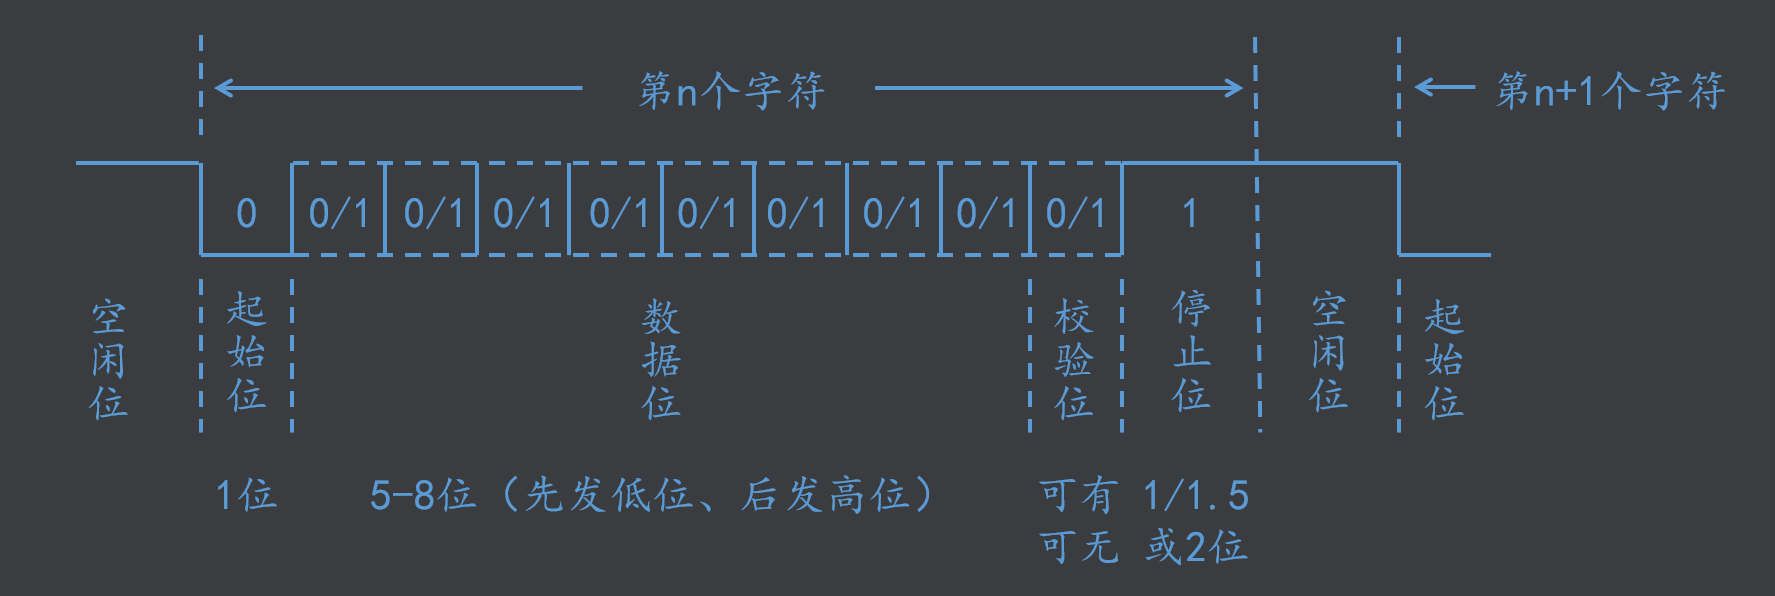 第n个字符
第n+1个字符
0
0/1
0/1
0/1
0/1
0/1
0/1
0/1
0/1
0/1
1
空闲位
起始位
数据位
校验位
停止位
空闲位
起始位
1位
5-8位（先发低位、后发高位）
可有
可无
1/1.5
或2位